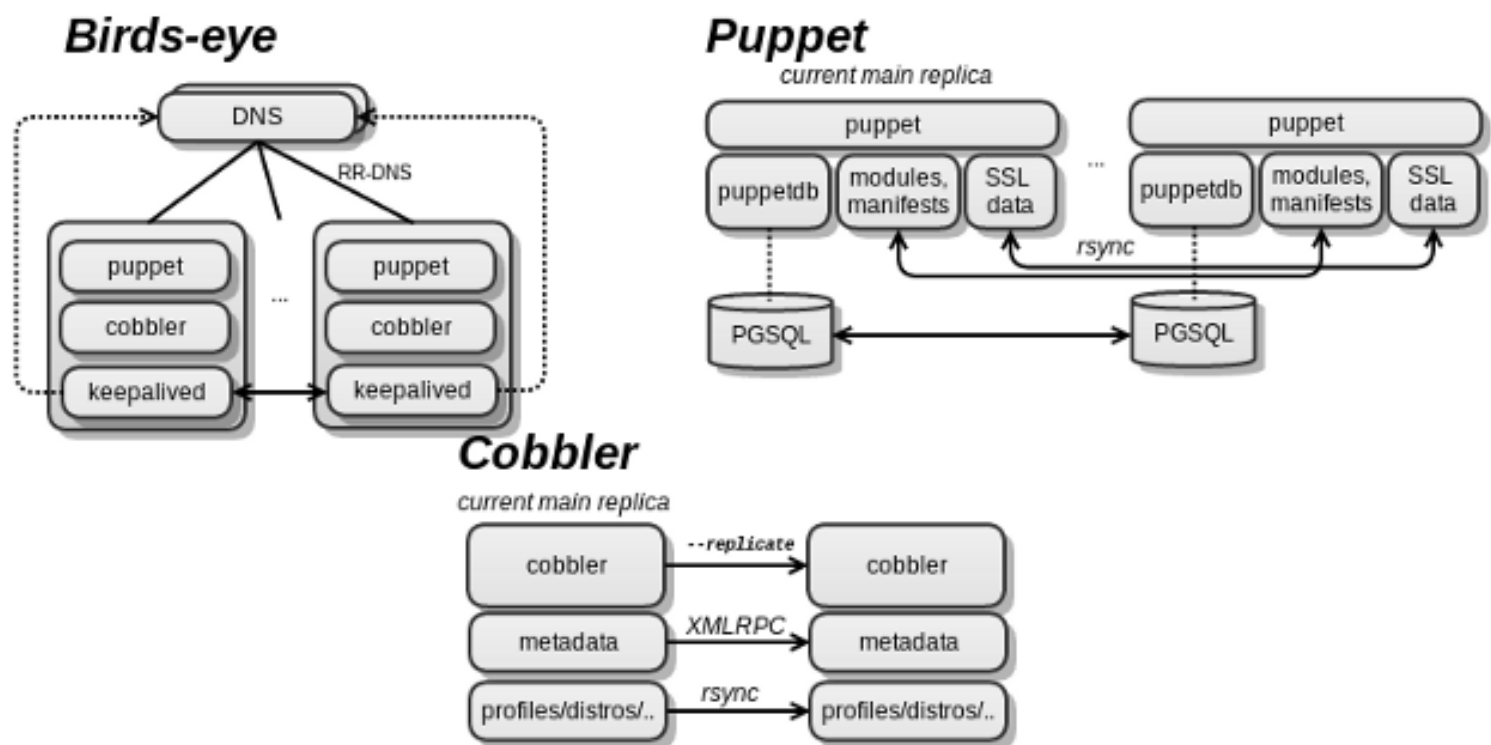 Birds-eye
DNS
RR-DNS
puppet
cobbler
keepalived
...
puppet
cobbler
keepalived
Puppet
current main replica
puppet
puppetdb
modules,
manifests
SSL
data
...
puppet
puppetdb
modules,
manifests
SSL
data
rsync
PGSQL
PGSQL
Cobbler
current main replica
cobbler
--replicate
cobbler
metadata
XMLRPC
metadata
profiles/distros/..
rsync
profiles/distros/..